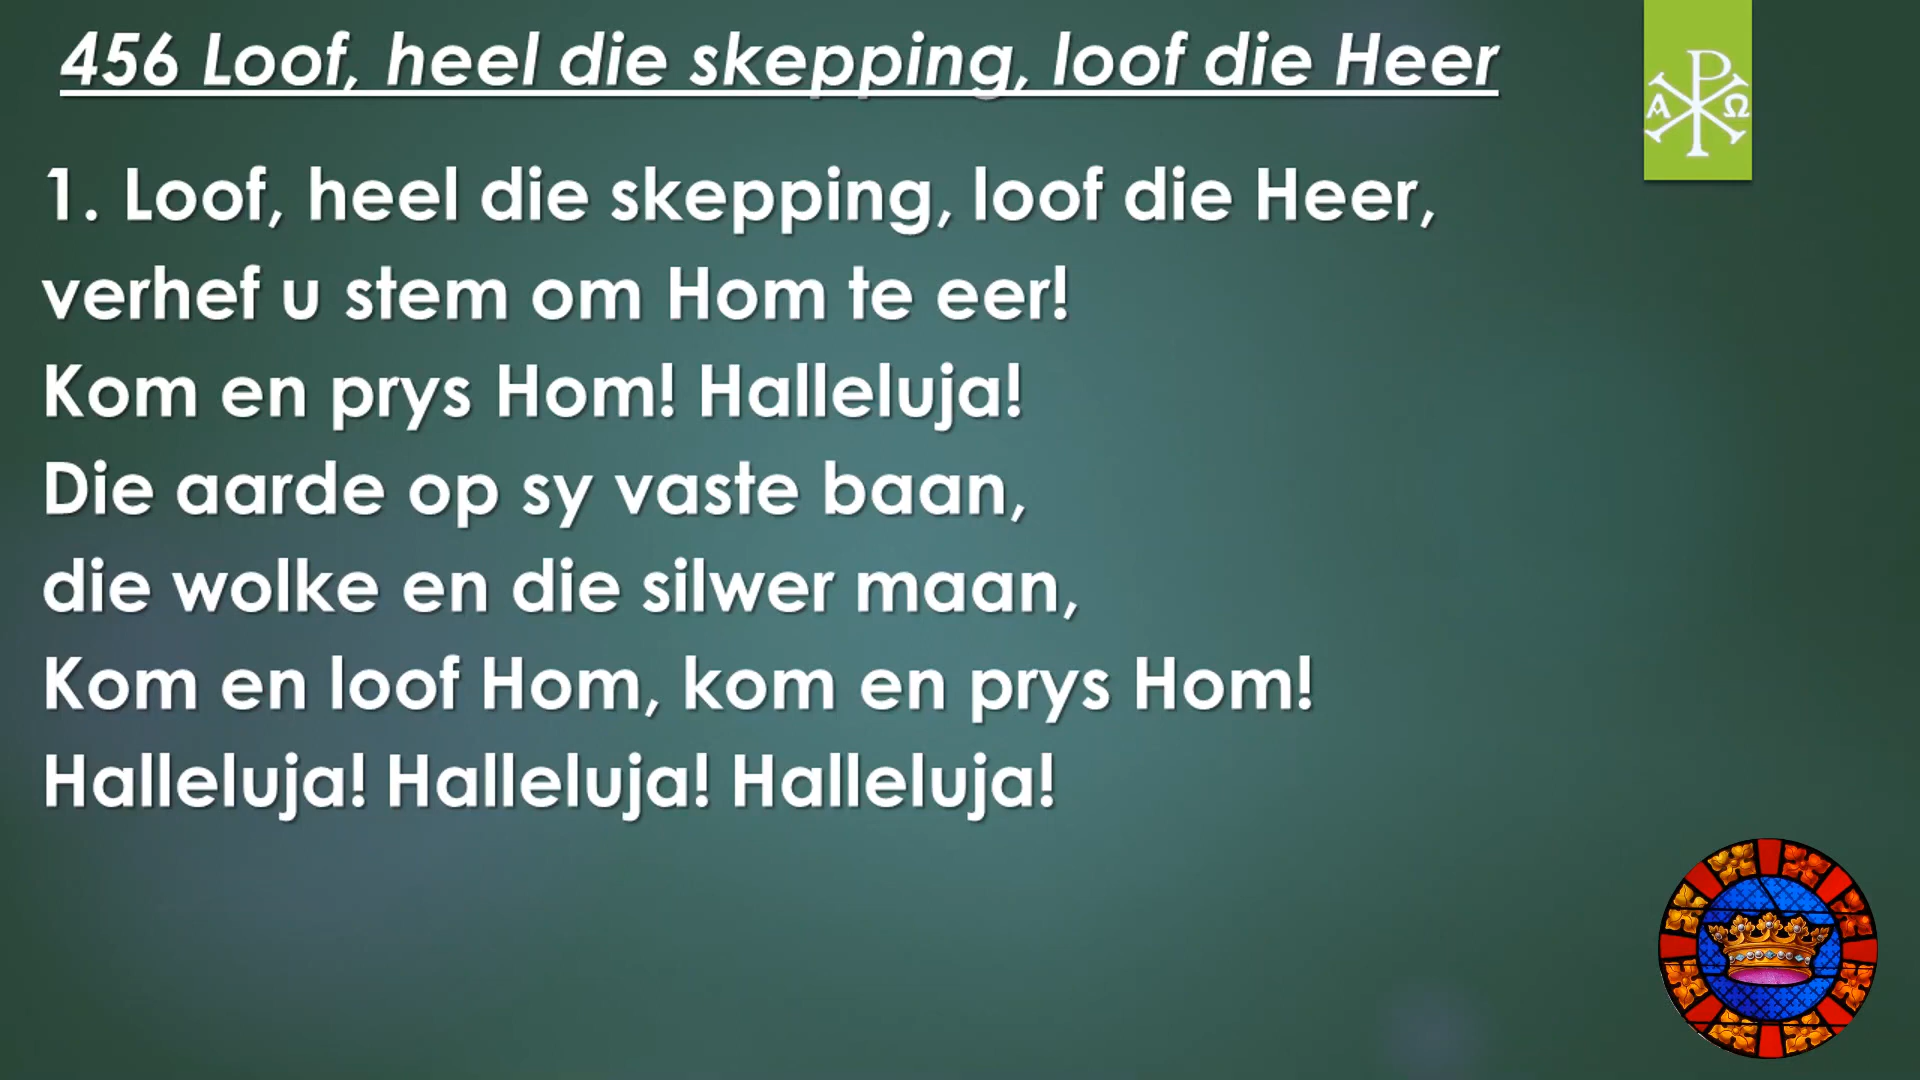 456 Loof, heel die skepping, loof die Heer
1. Loof, heel die skepping, loof die Heer,
verhef u stem om Hom te eer!
Kom en prys Hom! Halleluja!
Die aarde op sy vaste baan,
die wolke en die silwer maan,
Kom en loof Hom, kom en prys Hom!
Halleluja! Halleluja! Halleluja!
Α Ω